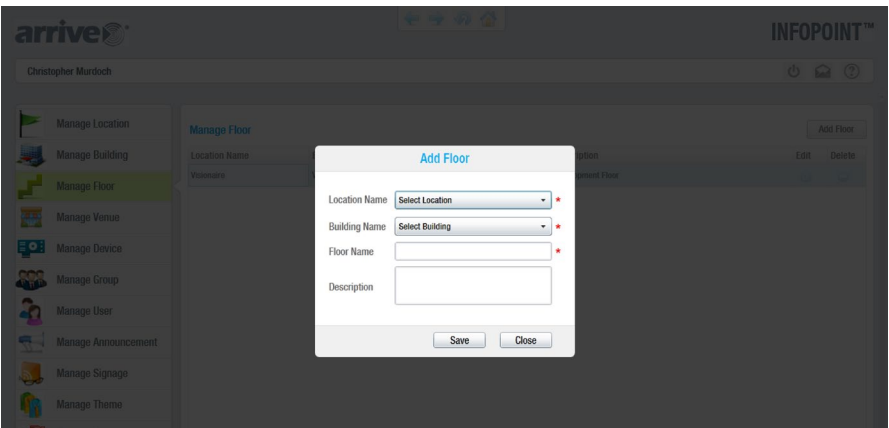 arrive
INFOPOINT™
Christopher Murdoch
Manage Location
Manage Building
Manage Floor
Manage Venue
Manage Device
Manage Group
Manage User
Manage Announcement
Manage Signage
Manage Theme
Manage Floor
Add Floor
Location Name
Edit
Delete
Add Floor
Location Name Select Location *
Building Name Select Building *
Floor Name *
Description
Save Close